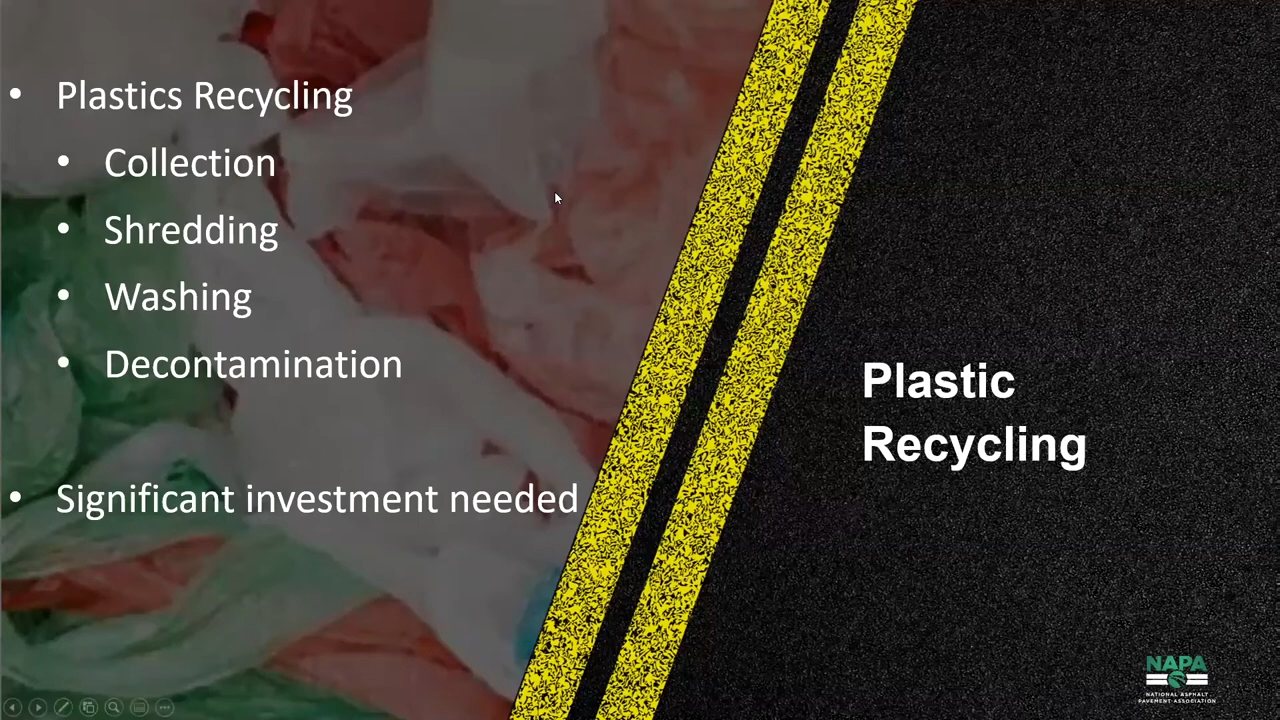 • Plastics Recycling
• Collection
• Shredding
• Washing
• Decontamination
• Significant investment needed
Plastic
Recycling
NAPA
NATIONAL ASPHALT
PAVEMENT ASSOCIATION